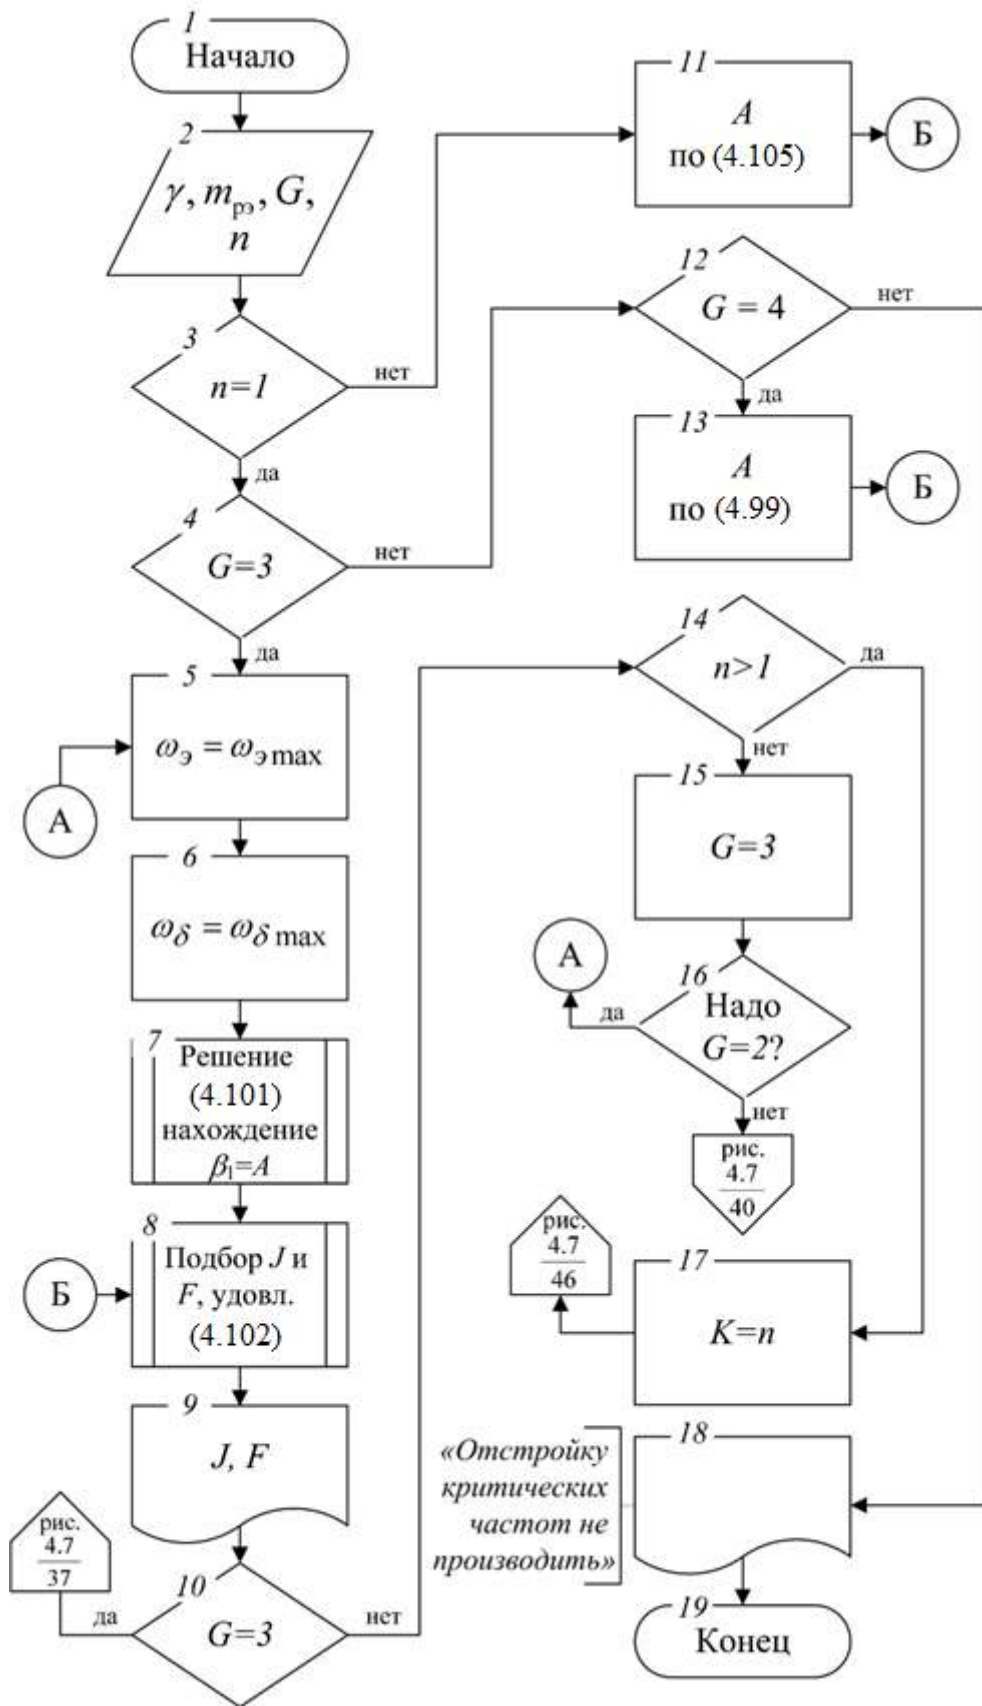 1
Начало
2
γ, mрэ, G,
n
3
n=1
нет
да
4
G=3
нет
да
5
ωэ = ωэ max
А
6
ωδ = ωδ max
7
Решение
(4.101)
нахождение
β1=A
8
Подбор J и
F, удовл.
(4.102)
Б
9
J, F
рис.
4.7
37
10
да
G=3
нет
11
A
по (4.105)
Б
12
G = 4
нет
да
13
A
по (4.99)
Б
14
n>1
да
нет
15
G=3
А
16
да
Надо
G=2?
нет
рис.
4.7
40
рис.
4.7
46
17
K=n
18
«Отстройку
критических
частот не
производить»
19
Конец